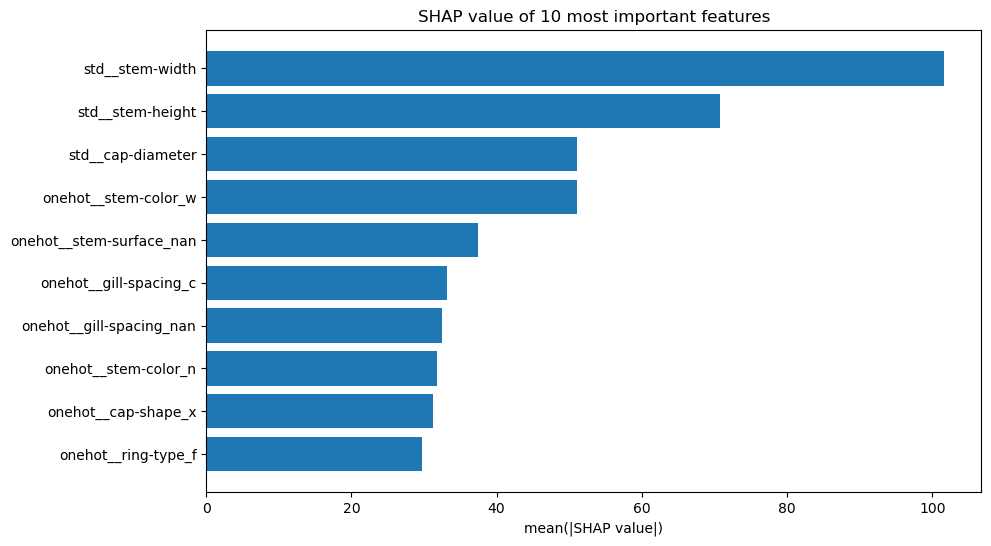 SHAP value of 10 most important features
std__stem-width
std__stem-height
std__cap-diameter
onehot__stem-color_w
onehot__stem-surface_nan
onehot__gill-spacing_c
onehot__gill-spacing_nan
onehot__stem-color_n
onehot__cap-shape_x
onehot__ring-type_f
0 20 40 60 80 100
mean(|SHAP value|)